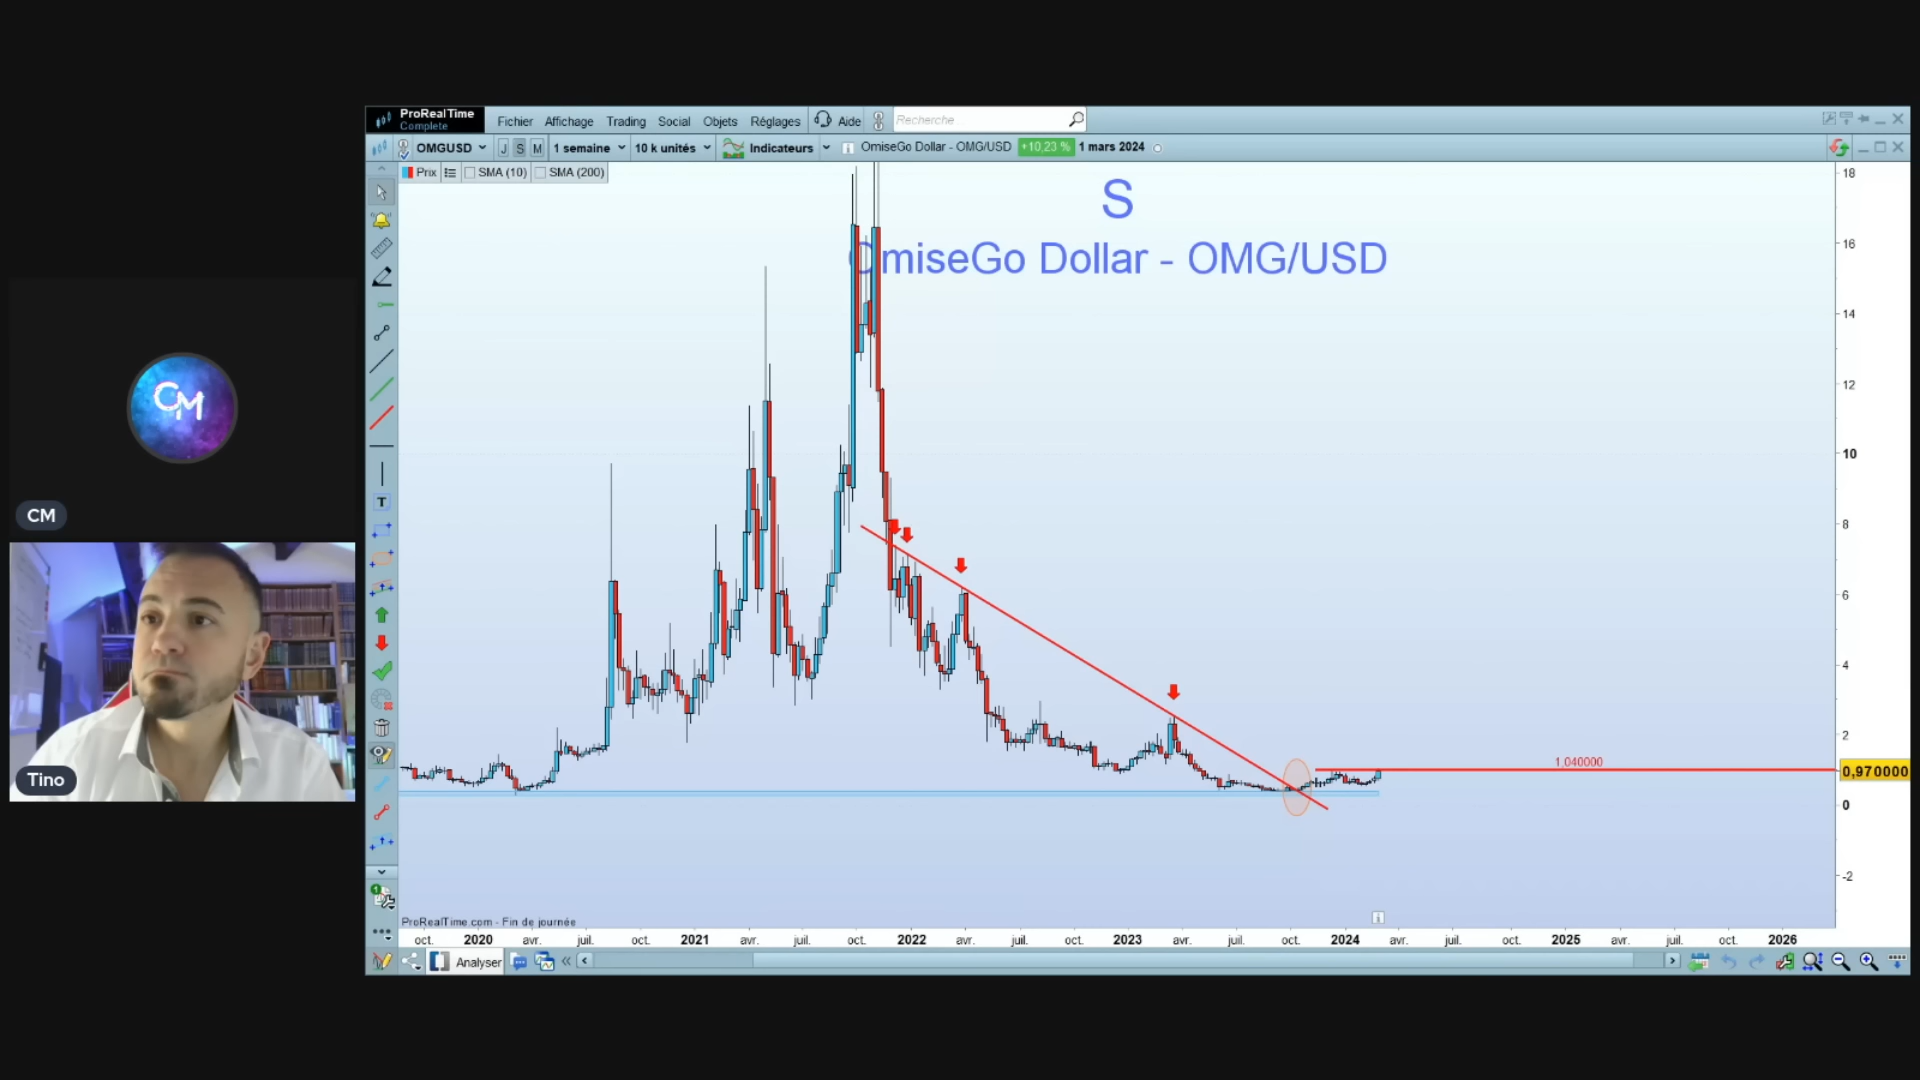 ProRealTime
Complete
Fichier Affichage Trading Social Objets Réglages Aide Recherche...
OMGUSD J S M 1 semaine 10 k unités Indicateurs OmiseGo Dollar - OMG/USD +10,23 % 1 mars 2024
Prix SMA (10) SMA (200)
S
OmiseGo Dollar - OMG/USD
18
16
14
12
10
8
6
4
2
1,040000
0,970000
0
-2
T
1
CM
CM
Tino
ProRealTime.com - Fin de journée
oct. 2020 avr. juil. oct. 2021 avr. juil. oct. 2022 avr. juil. oct. 2023 avr. juil. oct. 2024 avr. juil. oct. 2025 avr. juil. oct. 2026
Analyser